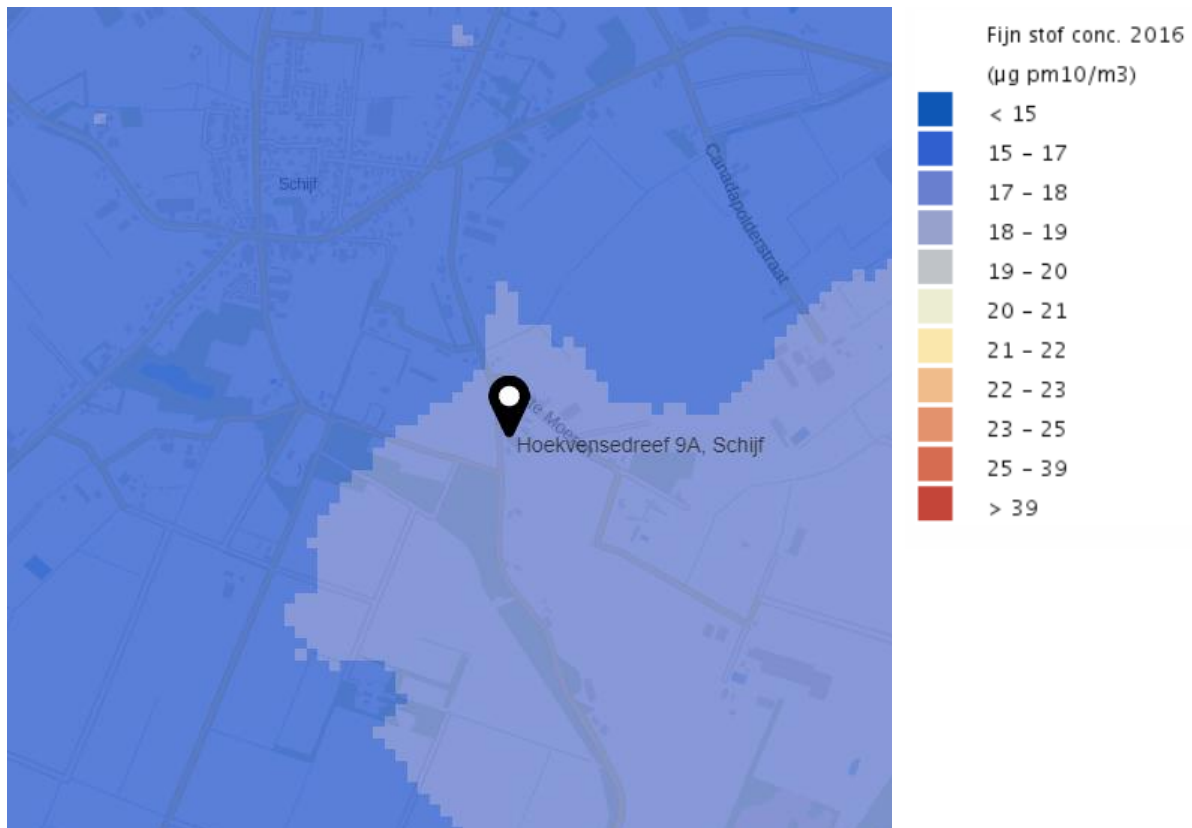 Schijf
Canadapolderstraat
Hoekvensedreef 9A, Schijf
Fijn stof conc. 2016
(µg pm10/m3)
< 15
15 – 17
17 – 18
18 – 19
19 – 20
20 – 21
21 – 22
22 – 23
23 – 25
25 – 39
> 39